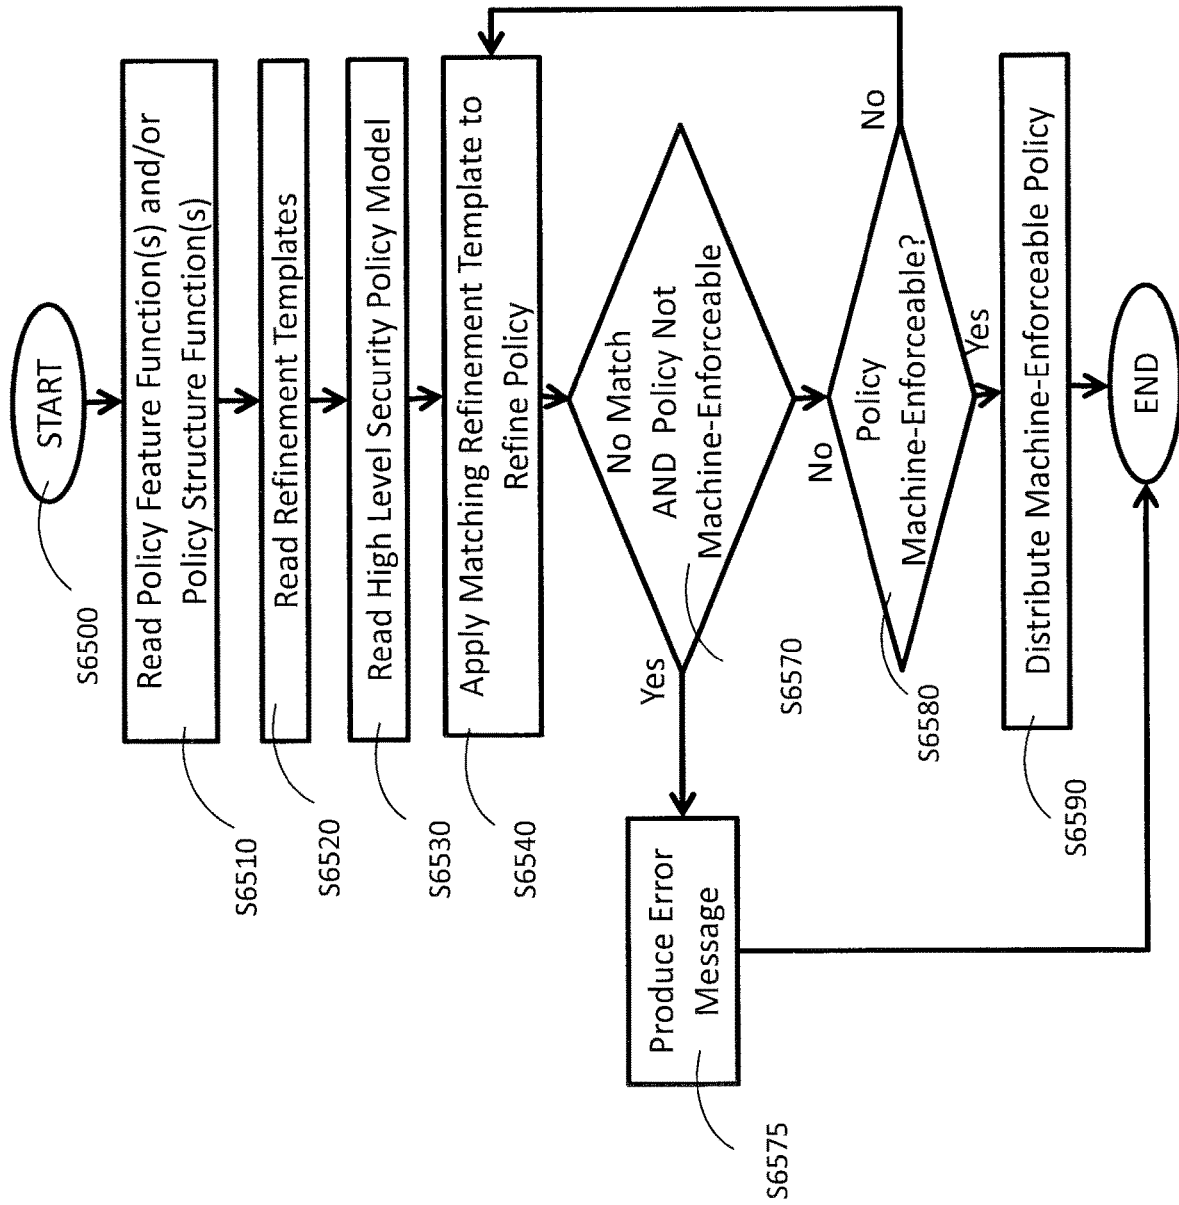 START
S6500
Read Policy Feature Function(s) and/or
Policy Structure Function(s)
S6510
Read Refinement Templates
S6520
Read High Level Security Policy Model
S6530
Apply Matching Refinement Template to
Refine Policy
S6540
No Match
AND Policy Not
Machine-Enforceable
S6570
Yes
No
Produce Error
Message
S6575
Policy
Machine-Enforceable?
S6580
No
Yes
Distribute Machine-Enforceable Policy
S6590
END